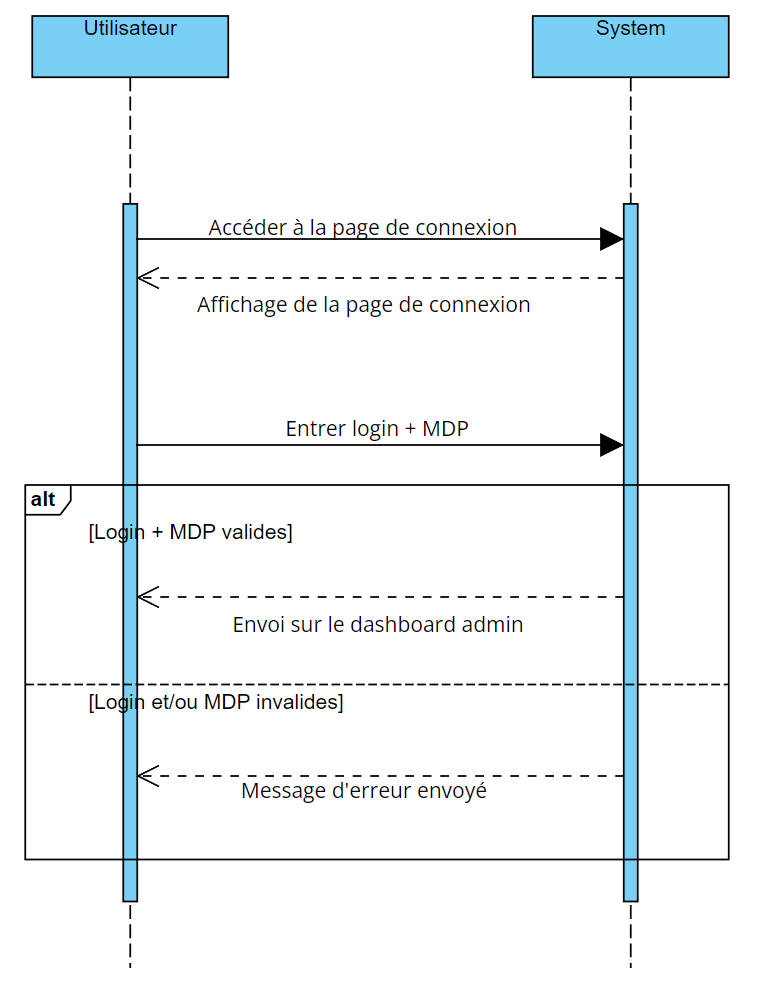 Utilisateur
System
Accéder à la page de connexion
Affichage de la page de connexion
Entrer login + MDP
alt
[Login + MDP valides]
Envoi sur le dashboard admin
[Login et/ou MDP invalides]
Message d'erreur envoyé